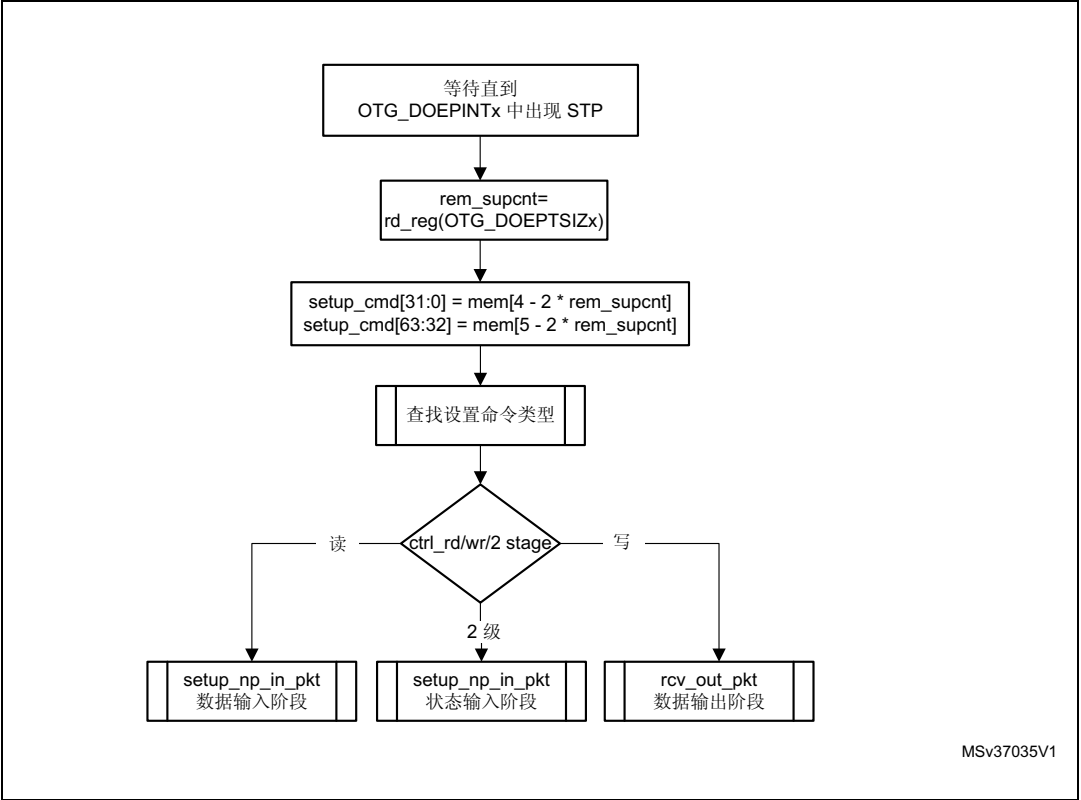 等待直到
OTG_DOEPINTx 中出现 STP
rem_supcnt=
rd_reg(OTG_DOEPTSIZx)
setup_cmd[31:0] = mem[4 - 2 * rem_supcnt]
setup_cmd[63:32] = mem[5 - 2 * rem_supcnt]
查找设置命令类型
读
ctrl_rd/wr/2 stage
写
2 级
setup_np_in_pkt
数据输入阶段
setup_np_in_pkt
状态输入阶段
rcv_out_pkt
数据输出阶段
MSv37035V1